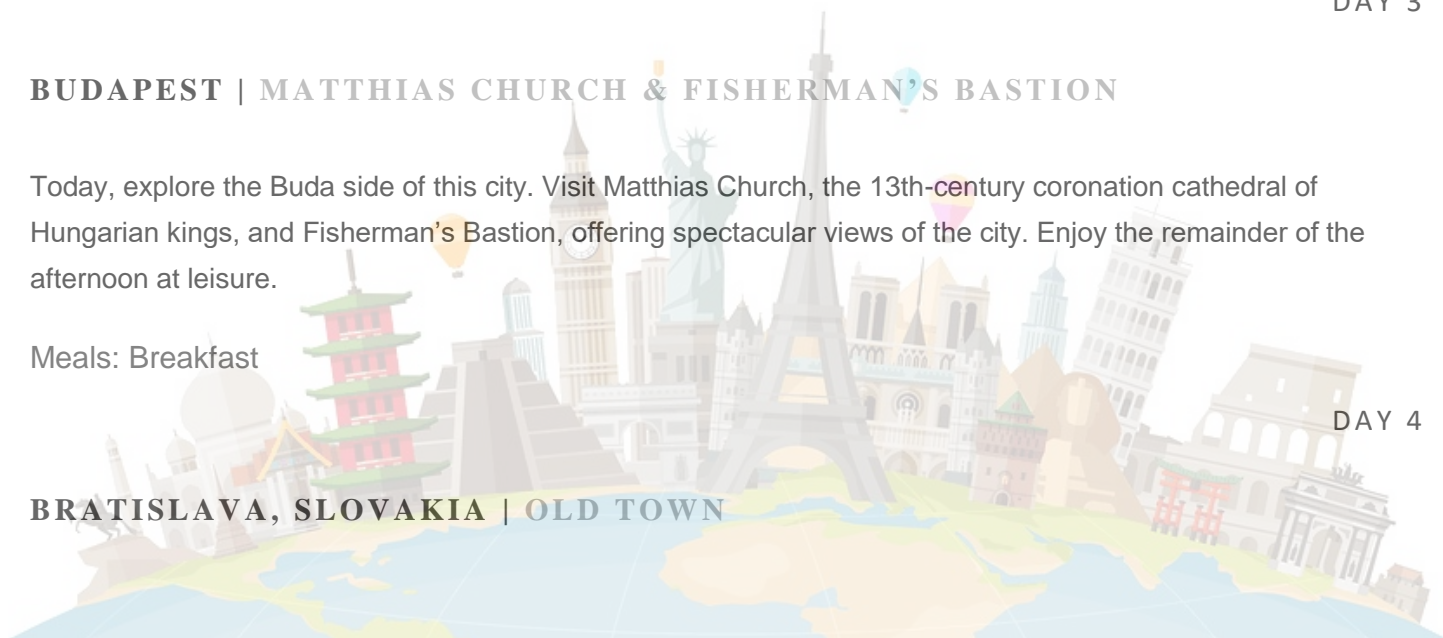 DAY 3
BUDAPEST | MATTHIAS CHURCH & FISHERMAN’S BASTION
Today, explore the Buda side of this city. Visit Matthias Church, the 13th-century coronation cathedral of
Hungarian kings, and Fisherman’s Bastion, offering spectacular views of the city. Enjoy the remainder of the
afternoon at leisure.
Meals: Breakfast
DAY 4
BRATISLAVA, SLOVAKIA | OLD TOWN